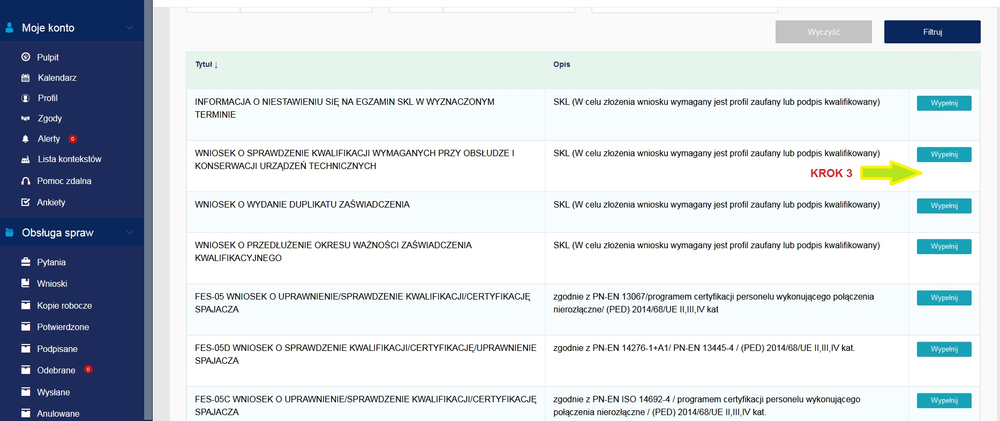 Moje konto
Pulpit
Kalendarz
Profil
Zgody
Alerty 0
Lista kontekstów
Pomoc zdalna
Ankiety
Obsługa spraw
Pytania
Wnioski
Kopie robocze
Potwierdzone
Podpisane
Odebrane 0
Wysłane
Anulowane
Wyczyść Filtruj
Tytuł ↓ Opis
INFORMACJA O NIESTAWIENIU SIĘ NA EGZAMIN SKL W WYZNACZONYM
TERMINIE
SKL (W celu złożenia wniosku wymagany jest profil zaufany lub podpis kwalifikowany)
Wypełnij
WNIOSEK O SPRAWDZENIE KWALIFIKACJI WYMAGANYCH PRZY OBSŁUDZE I
KONSERWACJI URZĄDZEŃ TECHNICZNYCH
SKL (W celu złożenia wniosku wymagany jest profil zaufany lub podpis kwalifikowany)
Wypełnij
KROK 3
WNIOSEK O WYDANIE DUPLIKATU ZAŚWIADCZENIA
SKL (W celu złożenia wniosku wymagany jest profil zaufany lub podpis kwalifikowany)
Wypełnij
WNIOSEK O PRZEDŁUŻENIE OKRESU WAŻNOŚCI ZAŚWIADCZENIA
KWALIFIKACYJNEGO
SKL (W celu złożenia wniosku wymagany jest profil zaufany lub podpis kwalifikowany)
Wypełnij
FES-05 WNIOSEK O UPRAWNIENIE/SPRAWDZENIE KWALIFIKACJI/CERTYFIKACJĘ
SPAJACZA
zgodnie z PN-EN 13067/programem certyfikacji personelu wykonującego połączenia
nierozłączne/ (PED) 2014/68/UE II,III,IV kat
Wypełnij
FES-05D WNIOSEK O SPRAWDZENIE KWALIFIKACJI/CERTYFIKACJĘ/UPRAWNIENIE
SPAJACZA
zgodnie z PN-EN 14276-1+A1/ PN-EN 13445-4 / (PED) 2014/68/UE II,III,IV kat.
Wypełnij
FES-05C WNIOSEK O UPRAWNIENIE/SPRAWDZENIE KWALIFIKACJI/CERTYFIKACJĘ
SPAJACZA
zgodnie z PN-EN ISO 14692-4 / programem certyfikacji personelu wykonującego
połączenia nierozłączne / (PED) 2014/68/UE II,III,IV kat.
Wypełnij